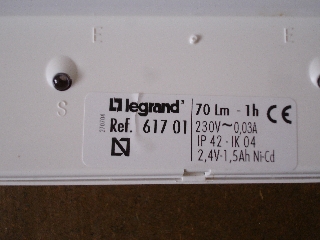 E E
S
legrand® 70 Lm - 1h CE
Ref. 617 01 230V~0,03A
IP 42 - IK 04
N 2,4V-1,5Ah Ni-Cd